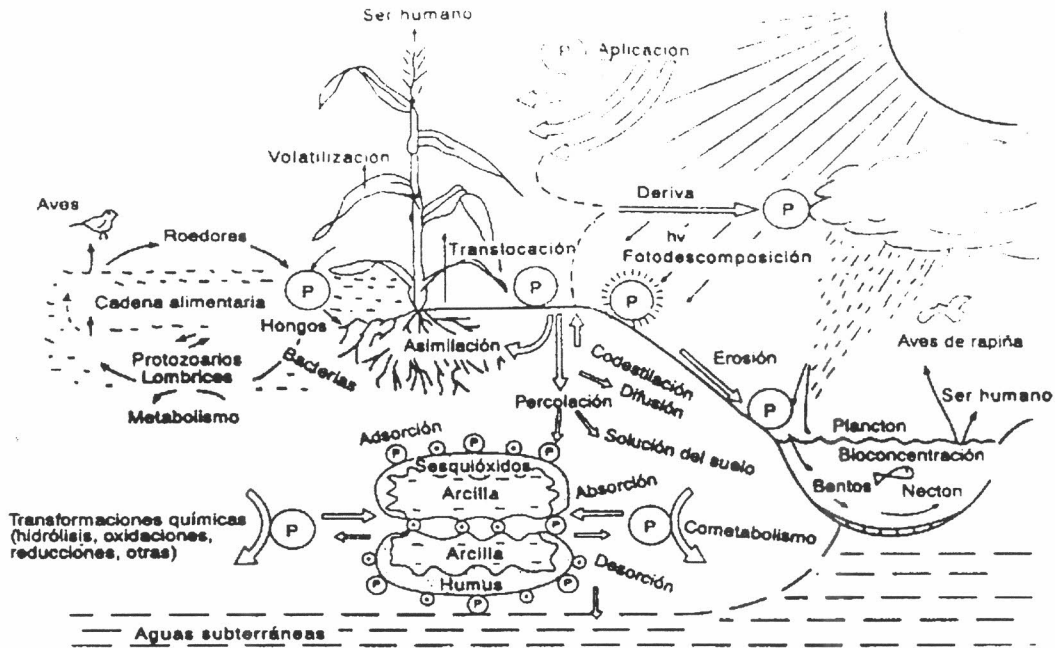 Ser humano
P Aplicación
Volatilización
Aves
Deriva
P
Roedores
Translocación
hv
Fotodescomposición
P
P
P
Cadena alimentaria
Hongos
Asimilación
Erosión
Aves de rapiña
Protozoarios
Lombrices
Bacterias
Codestilación
Difusión
Ser humano
Metabolismo
Percolación
P
Plancton
Adsorción
Solución del suelo
Bioconcentración
P
P
P
P
Sesquióxidos
Absorción
Bentos
Necton
Arcilla
Transformaciones químicas
(hidrólisis, oxidaciones,
reducciones, otras)
P
P
P
Cometabolismo
Arcilla
Desorción
P
Humus
P
P
Aguas subterráneas